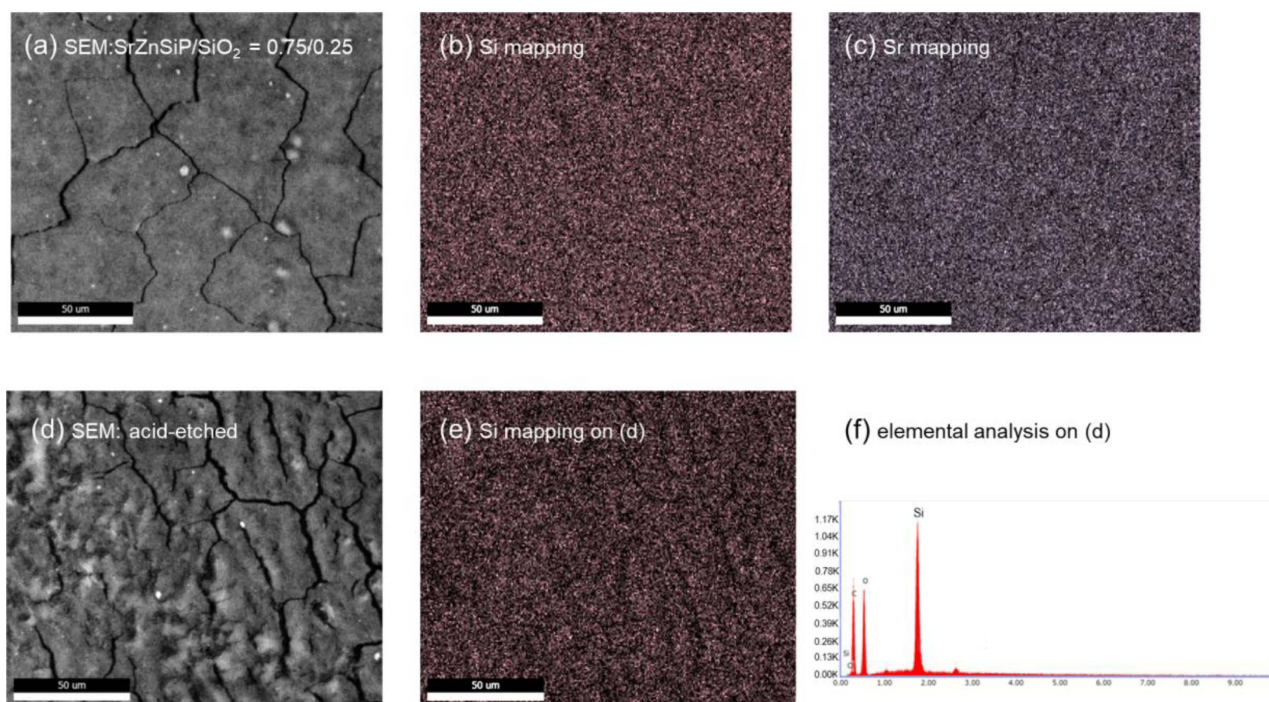 (a) SEM:SrZnSiP/SiO₂ = 0.75/0.25
(b) Si mapping
(c) Sr mapping
50 um
50 um
50 um
(d) SEM: acid-etched
(e) Si mapping on (d)
(f) elemental analysis on (d)
50 um
50 um
1.17K
1.04K
0.91K
0.78K
0.65K
0.52K
0.39K
0.26K
0.13K
0.00K
Si
O
C
Si
O
0.00 1.00 2.00 3.00 4.00 5.00 6.00 7.00 8.00 9.00